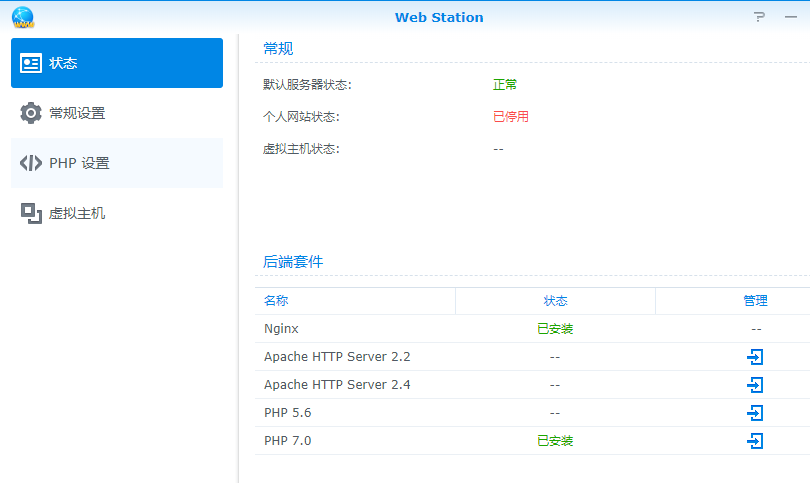 Web Station
状态
常规设置
PHP 设置
虚拟主机
常规
默认服务器状态: 正常
个人网站状态: 已停用
虚拟主机状态: --
后端套件
名称 状态 管理
Nginx 已安装 --
Apache HTTP Server 2.2 --
Apache HTTP Server 2.4 --
PHP 5.6 --
PHP 7.0 已安装